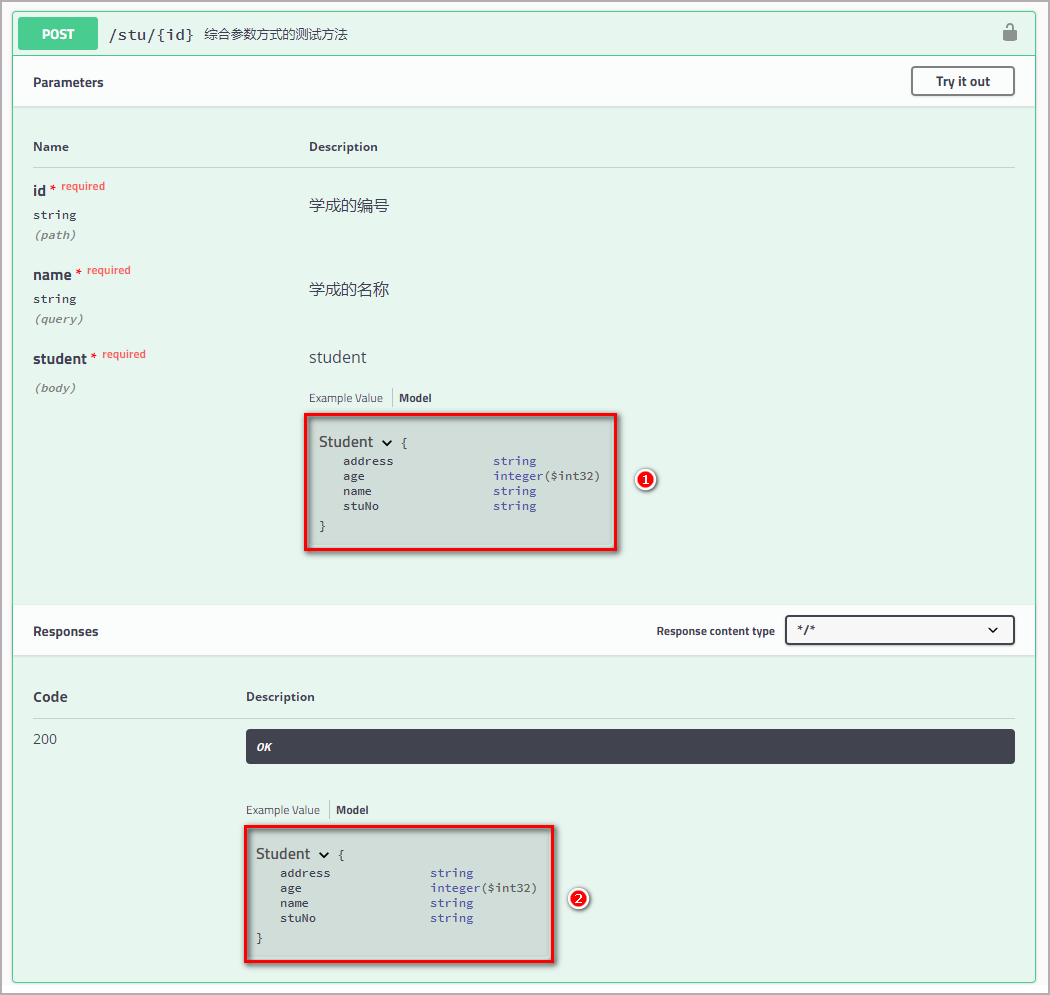 POST /stu/{id} 综合参数方式的测试方法
Parameters Try it out
Name Description
id * required
string
(path)
学成的编号
name * required
string
(query)
学成的名称
student * required
(body)
student
Example Value Model
Student {
address string
age integer($int32)
name string
stuNo string
}
1
Responses Response content type */*
Code Description
200 OK
Example Value Model
Student {
address string
age integer($int32)
name string
stuNo string
}
2